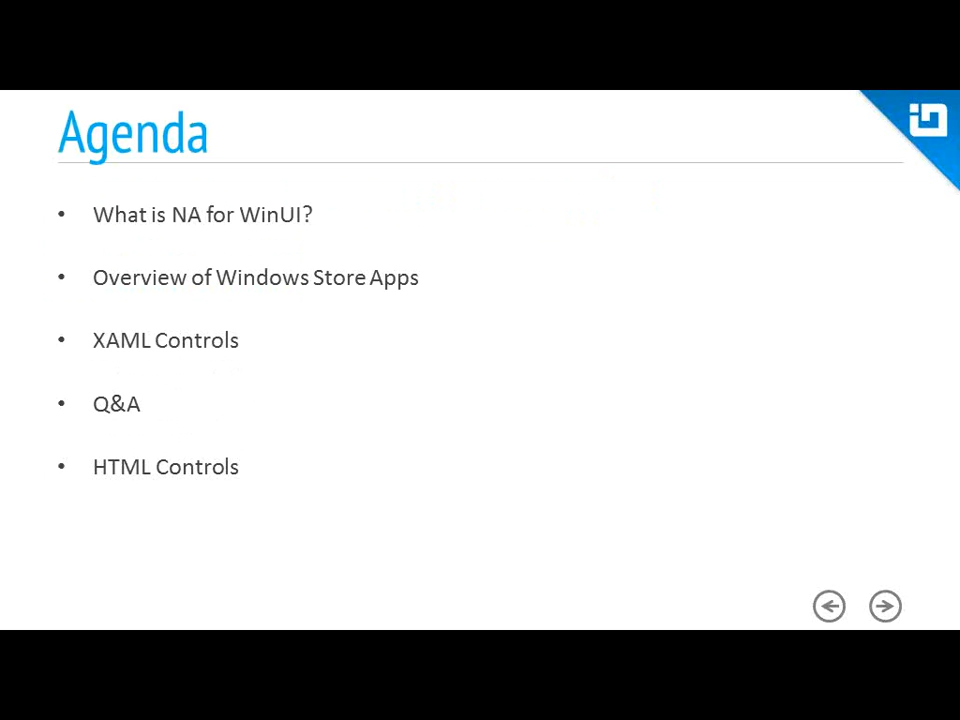 Agenda
• What is NA for WinUI?
• Overview of Windows Store Apps
• XAML Controls
• Q&A
• HTML Controls